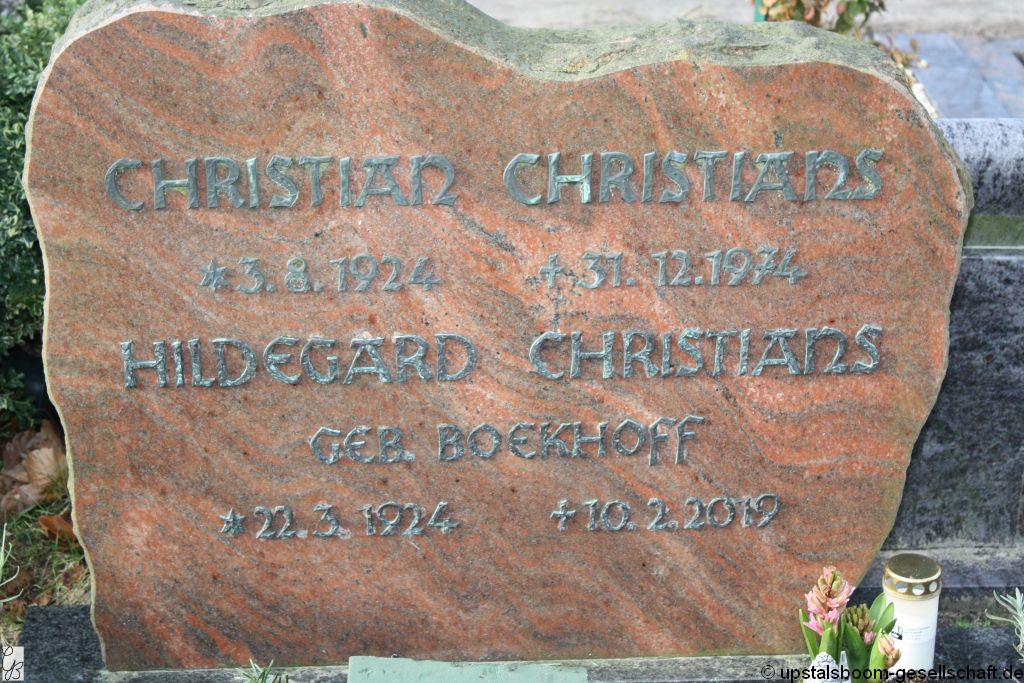 CHRISTIAN CHRISTIANS
* 3. 8. 1924 + 31. 12. 1974
HILDEGARD CHRISTIANS
GEB. BOEKHOFF
* 22. 3. 1924 + 10. 2. 2019
© upstalsboom-gesellschaft.de